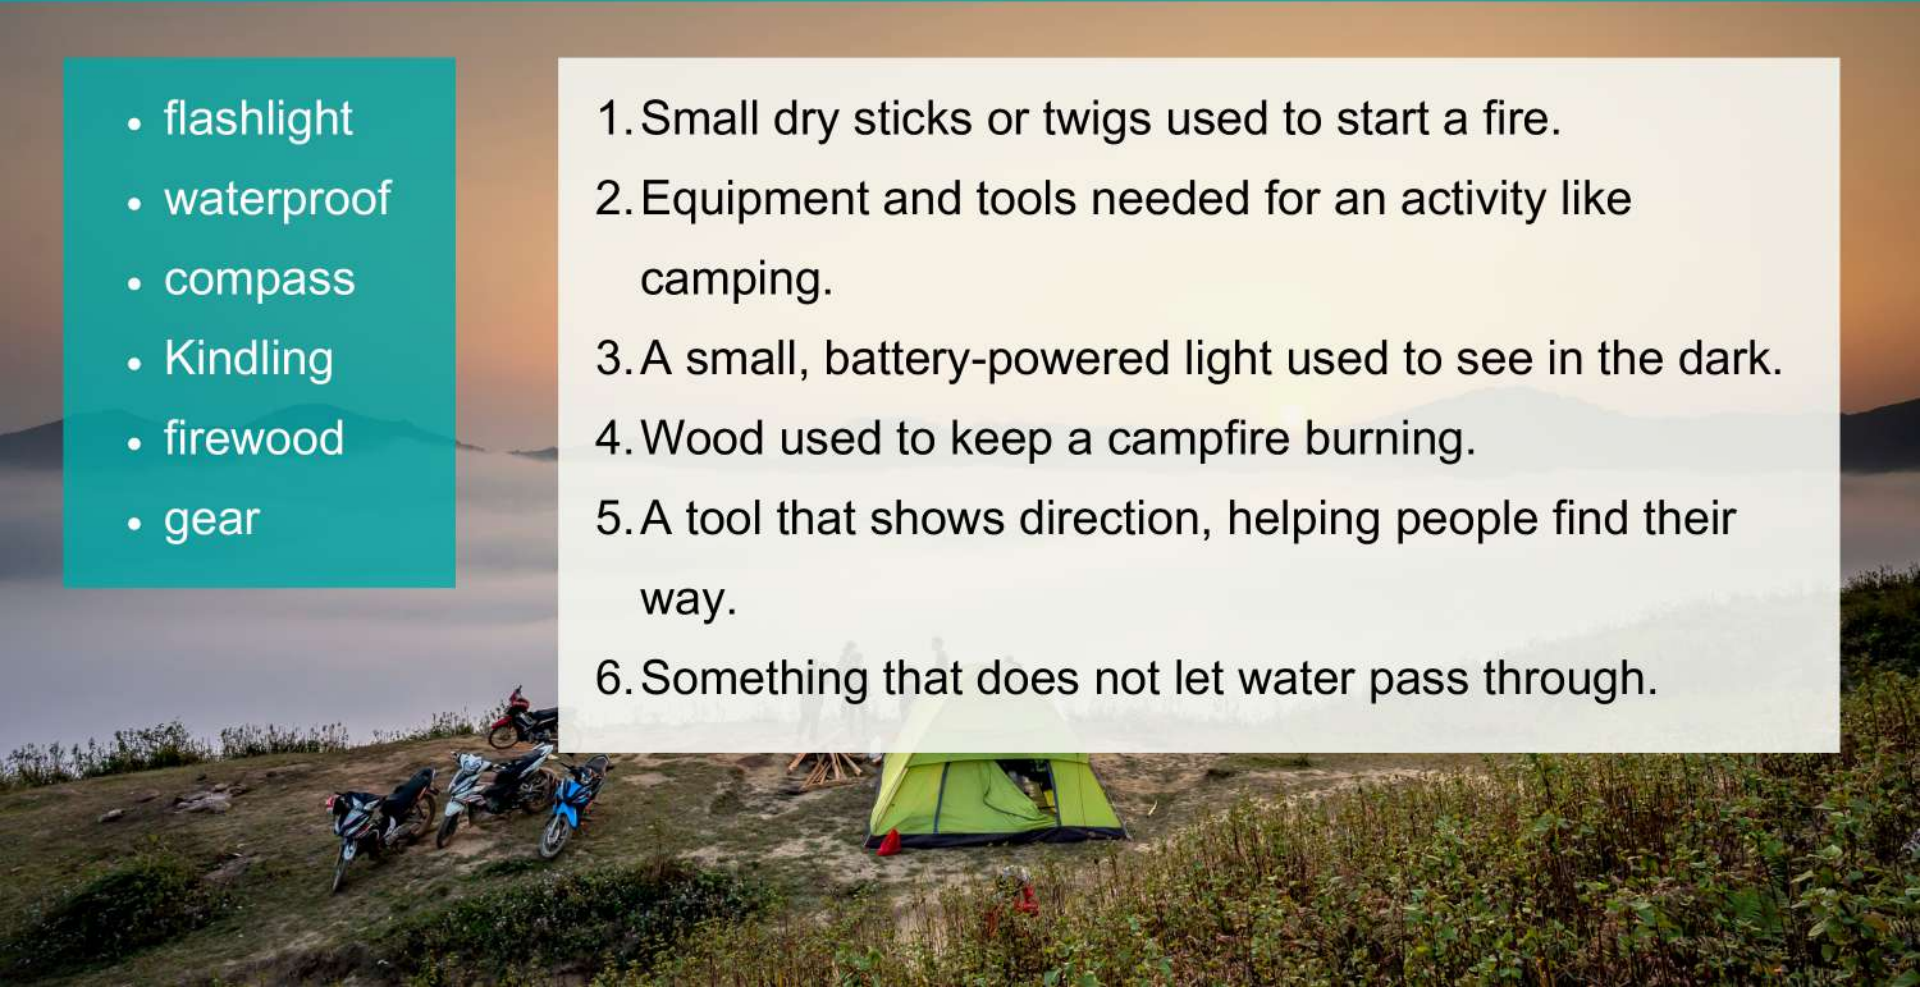 • flashlight
• waterproof
• compass
• Kindling
• firewood
• gear
1. Small dry sticks or twigs used to start a fire.
2. Equipment and tools needed for an activity like
camping.
3. A small, battery-powered light used to see in the dark.
4. Wood used to keep a campfire burning.
5. A tool that shows direction, helping people find their
way.
6. Something that does not let water pass through.